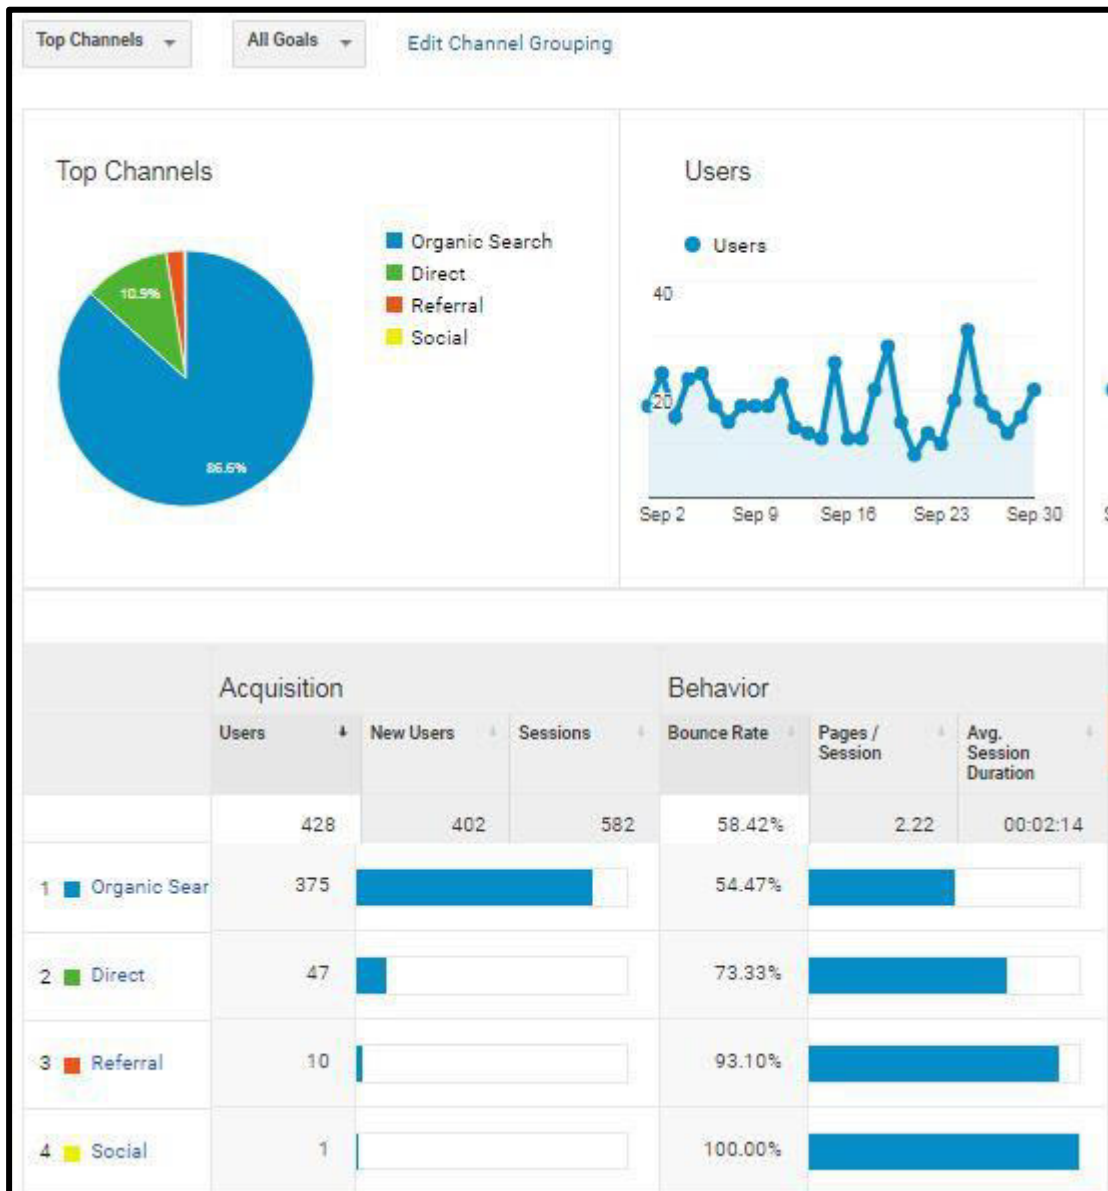 Top Channels All Goals Edit Channel Grouping
Top Channels
Organic Search
Direct
Referral
Social
10.9%
86.6%
Users
Users
40
20
Sep 2 Sep 9 Sep 16 Sep 23 Sep 30
Acquisition Behavior
Users New Users Sessions Bounce Rate Pages / Session Avg. Session Duration
428 402 582 58.42% 2.22 00:02:14
1 Organic Sear 375 54.47%
2 Direct 47 73.33%
3 Referral 10 93.10%
4 Social 1 100.00%